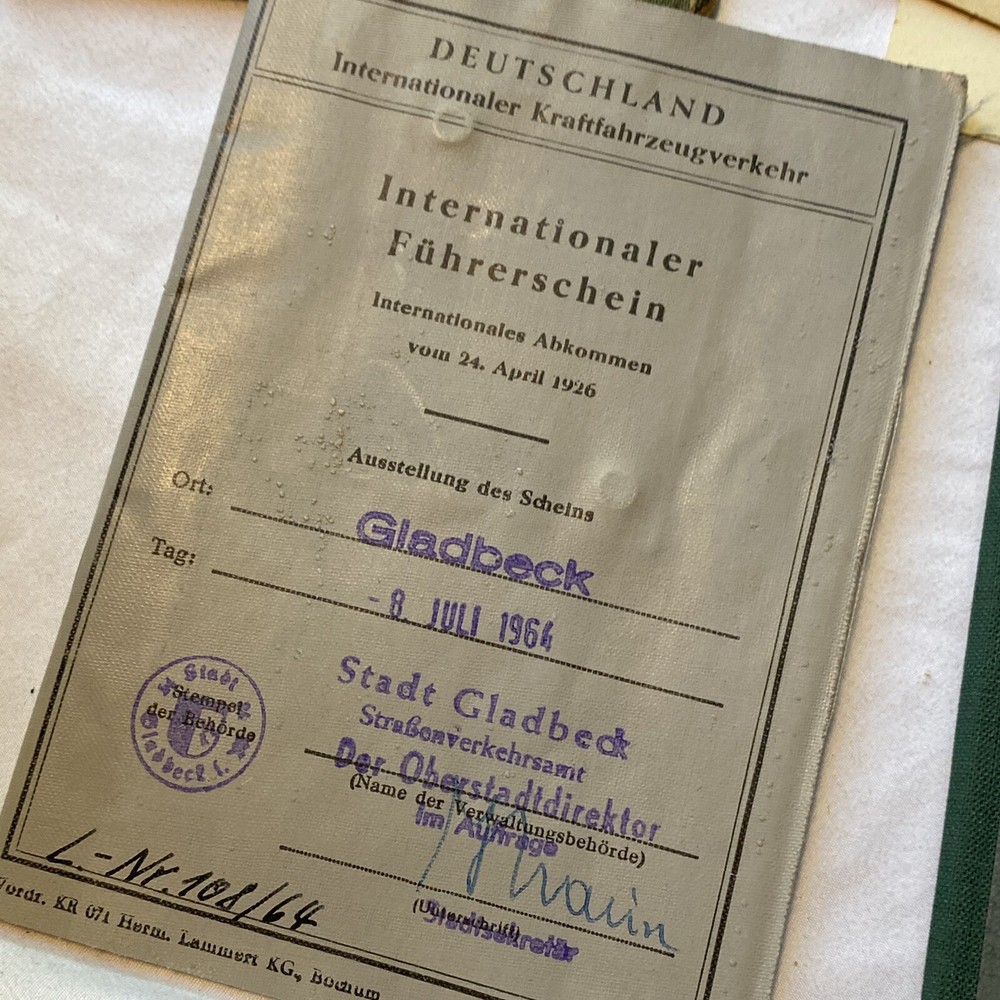 DEUTSCHLAND
Internationaler Kraftfahrzeugverkehr
Internationaler
Führerschein
Internationales Abkommen
vom 24. April 1926
Ausstellung des Scheins
Ort:
Gladbeck
Tag:
- 8 JULI 1964
Stadt Gladbeck
Straßenverkehrsamt
Der Oberstadtdirektor
(Name der Verwaltungsbehörde)
Im Auftrage
Stadt
Stempel
der Behörde
Gladbeck
(Unterschrift)
Stadtsekretär
L.-Nr. 108/64
Vordr. KR 071 Herm. Lammert KG., Bochum